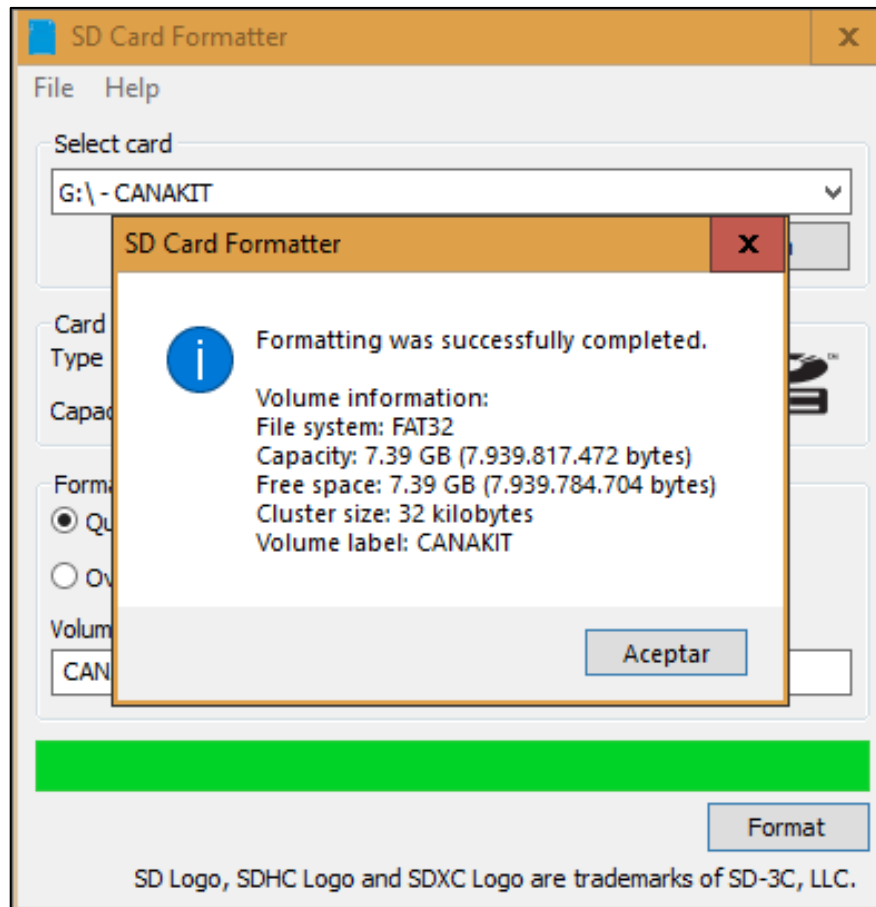 SD Card Formatter
File Help
Select card
G:\ - CANAKIT
SD Card Formatter
Formatting was successfully completed.
Volume information:
File system: FAT32
Capacity: 7.39 GB (7.939.817.472 bytes)
Free space: 7.39 GB (7.939.784.704 bytes)
Cluster size: 32 kilobytes
Volume label: CANAKIT
Aceptar
Card
Type
Capac
Forma
Qu
Ov
Volum
CAN
Format
SD Logo, SDHC Logo and SDXC Logo are trademarks of SD-3C, LLC.